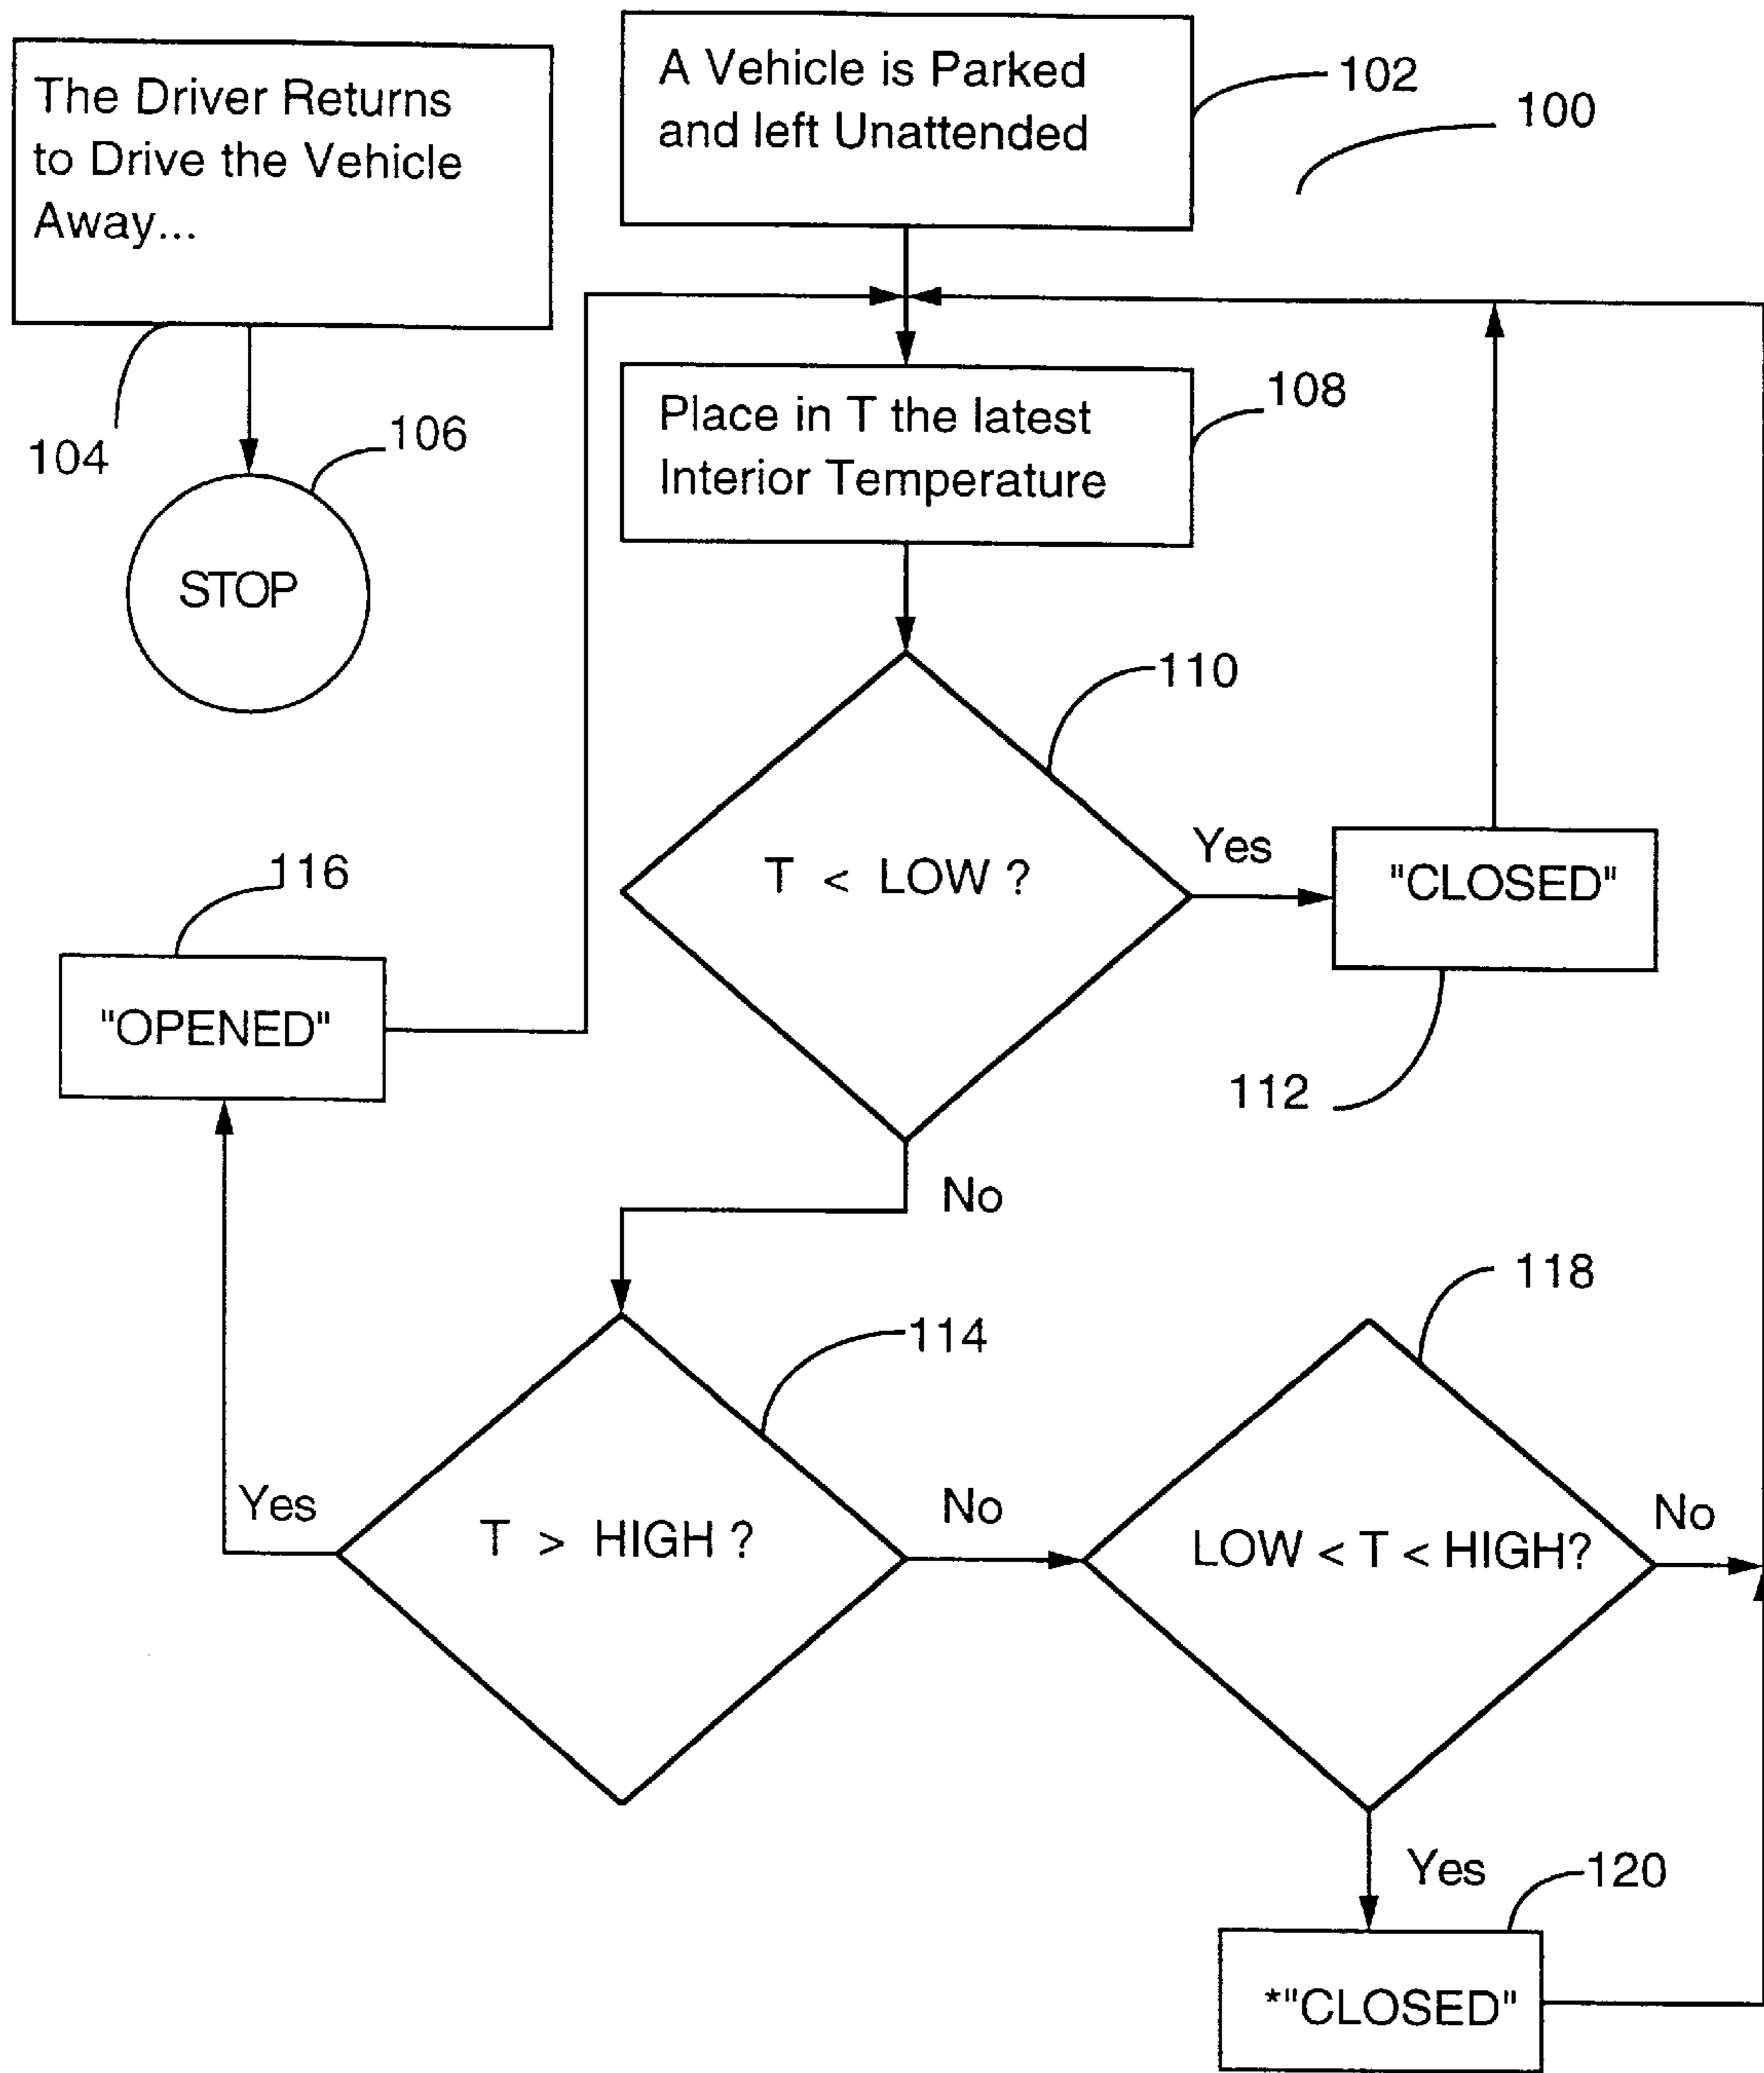 The Driver Returns
to Drive the Vehicle
Away...
104
106
STOP
A Vehicle is Parked
and left Unattended
102
100
Place in T the latest
Interior Temperature
108
110
T < LOW ?
Yes
"CLOSED"
112
116
"OPENED"
No
114
T > HIGH ?
Yes
No
118
LOW < T < HIGH?
No
Yes
120
*"CLOSED"